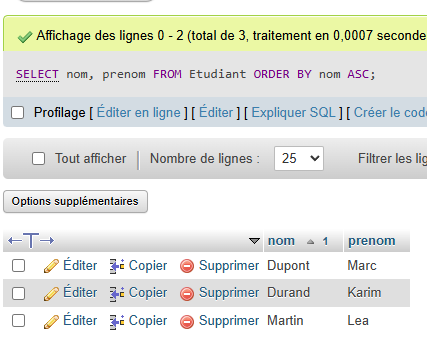 Affichage des lignes 0 - 2 (total de 3, traitement en 0,0007 seconde
SELECT nom, prenom FROM Etudiant ORDER BY nom ASC;
Profilage [ Éditer en ligne ] [ Éditer ] [ Expliquer SQL ] [ Créer le code
Tout afficher Nombre de lignes : 25 Filtrer les lig
Options supplémentaires
←T→ nom 1 prenom
Éditer Copier Supprimer Dupont Marc
Éditer Copier Supprimer Durand Karim
Éditer Copier Supprimer Martin Lea